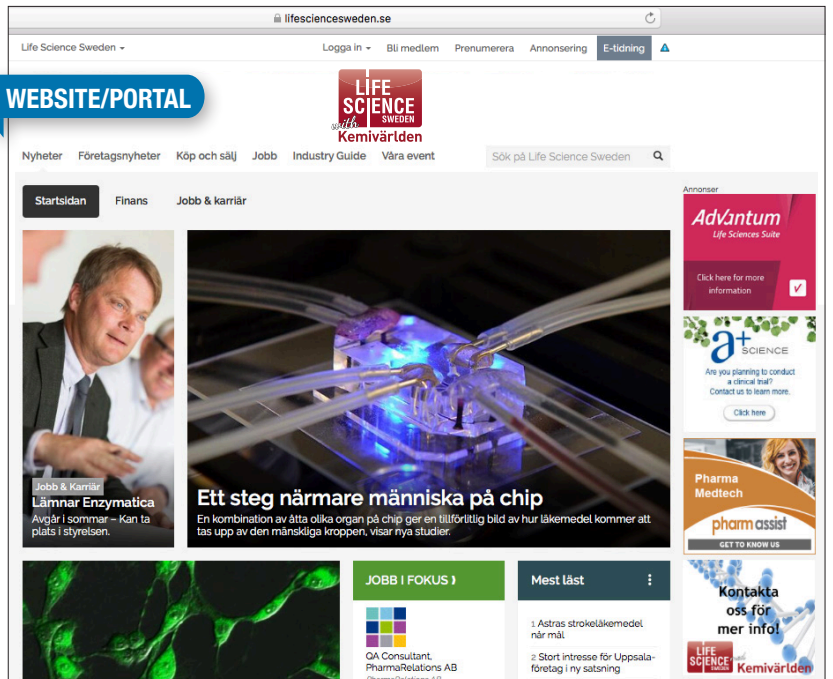 lifesciencesweden.se
Life Science Sweden
Logga in
Bli medlem
Prenumerera
Annonsering
E-tidning
WEBSITE/PORTAL
LIFE
SCIENCE
SWEDEN
with
Kemivärlden
Nyheter
Företagsnyheter
Köp och sälj
Jobb
Industry Guide
Våra event
Sök på Life Science Sweden
Startsidan
Finans
Jobb & karriär
Jobb & Karriär
Lämnar Enzymatica
Avgår i sommar – Kan ta
plats i styrelsen.
Ett steg närmare människa på chip
En kombination av åtta olika organ på chip ger en tillförlitlig bild av hur läkemedel kommer att
tas upp av den mänskliga kroppen, visar nya studier.
JOBB I FOKUS
QA Consultant,
PharmaRelations AB
PharmaRelations AB
Mest läst
1 Astras strokeläkemedel
når mål
2 Stort intresse för Uppsala-
företag i ny satsning
Annonser
Advantum
Life Sciences Suite
Click here for more
information
a+
SCIENCE
Are you planning to conduct
a clinical trial?
Contact us to learn more.
Click here
Pharma
Medtech
pharm assist
GET TO KNOW US
Kontakta
oss för
mer info!
LIFE
SCIENCE
SWEDEN
with
Kemivärlden